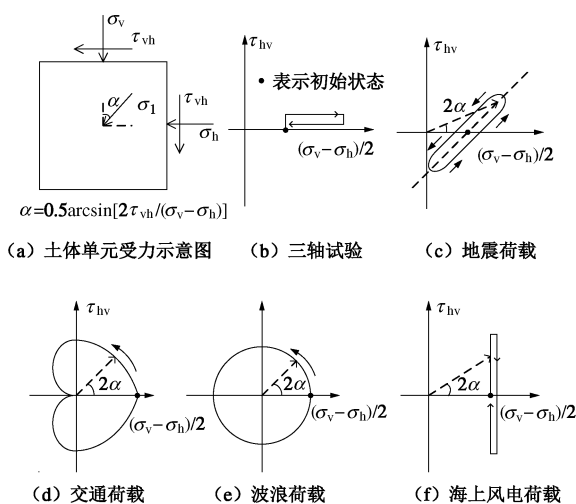 σv
τvh
α
σ1
τvh
σh
α=0.5arcsin[2τvh/(σv−σh)]
(a) 土体单元受力示意图
τhv
• 表示初始状态
(σv−σh)/2
(b) 三轴试验
τhv
2α
(σv−σh)/2
(c) 地震荷载
τhv
2α
(σv−σh)/2
(d) 交通荷载
τhv
2α
(σv−σh)/2
(e) 波浪荷载
τhv
2α
(σv−σh)/2
(f) 海上风电荷载